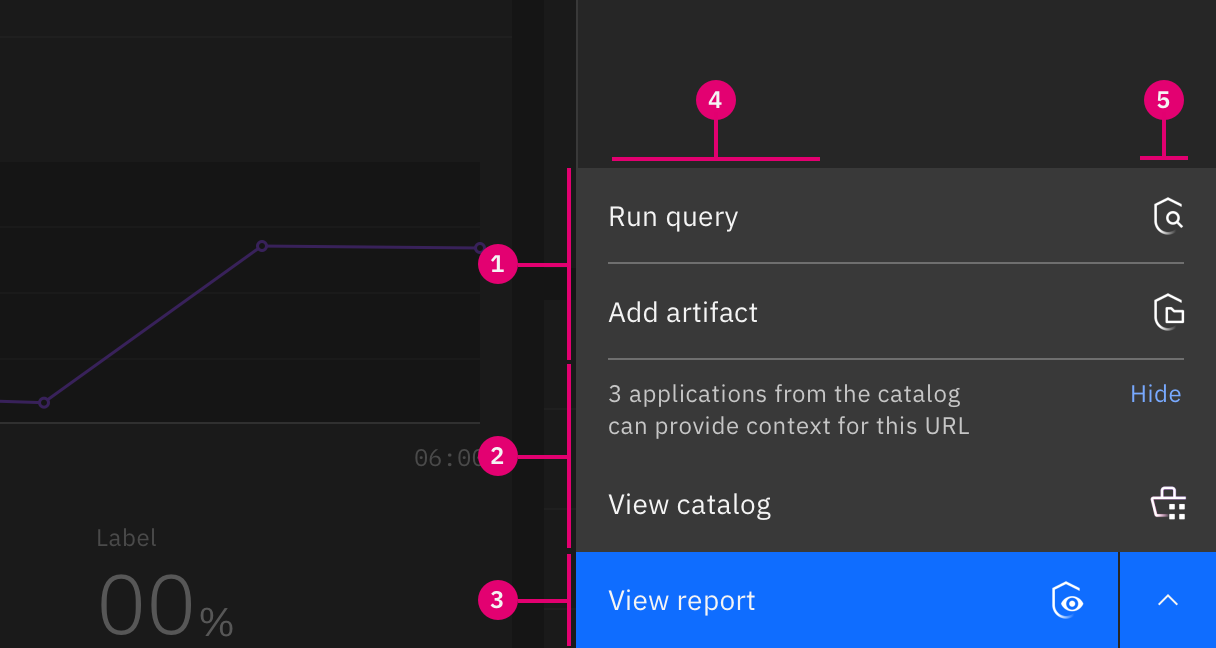 4
5
Run query
1
Add artifact
3 applications from the catalog
Hide
can provide context for this URL
06:00
2
View catalog
Label
00%
3
View report